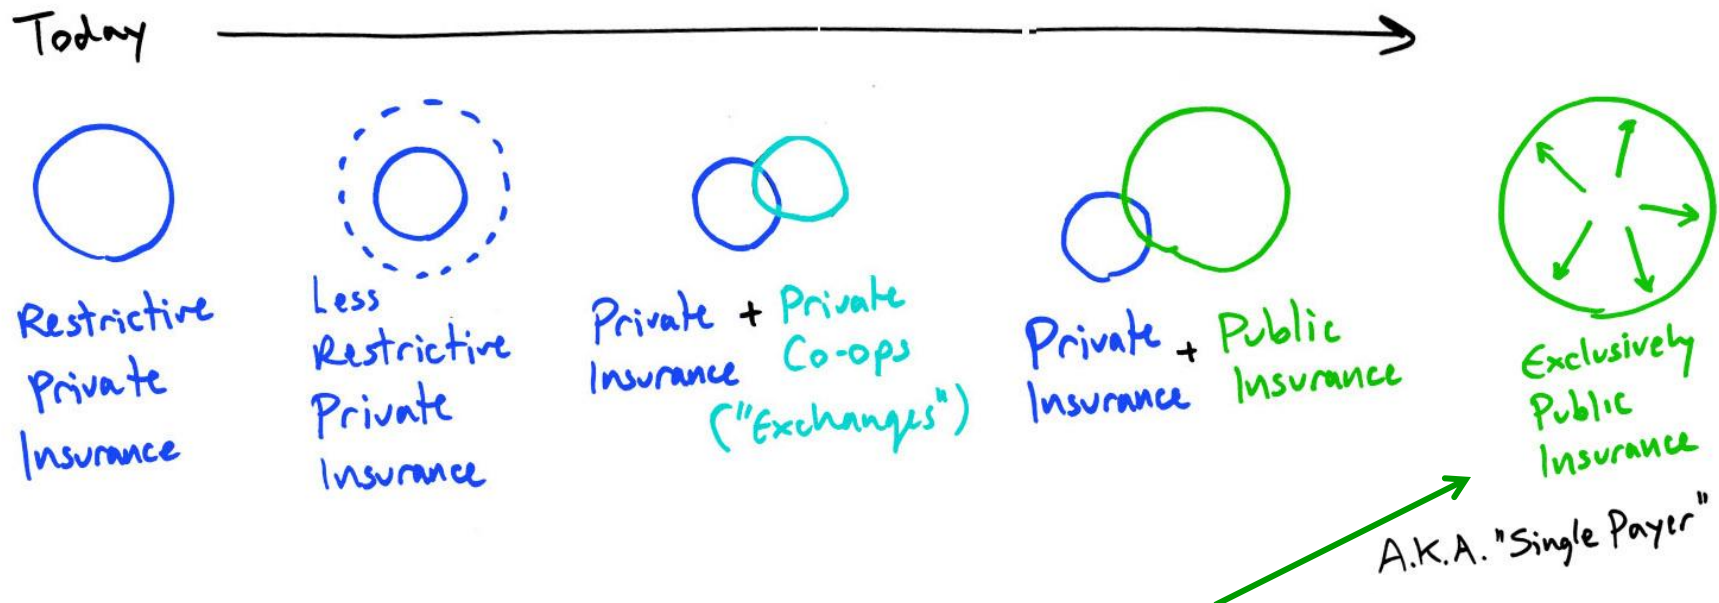 Today
Restrictive
Private
Insurance
Less
Restrictive
Private
Insurance
Private + Private
Insurance Co-ops
("Exchanges")
Private + Public
Insurance Insurance
Exclusively
Public
Insurance
A.K.A. "Single Payer"